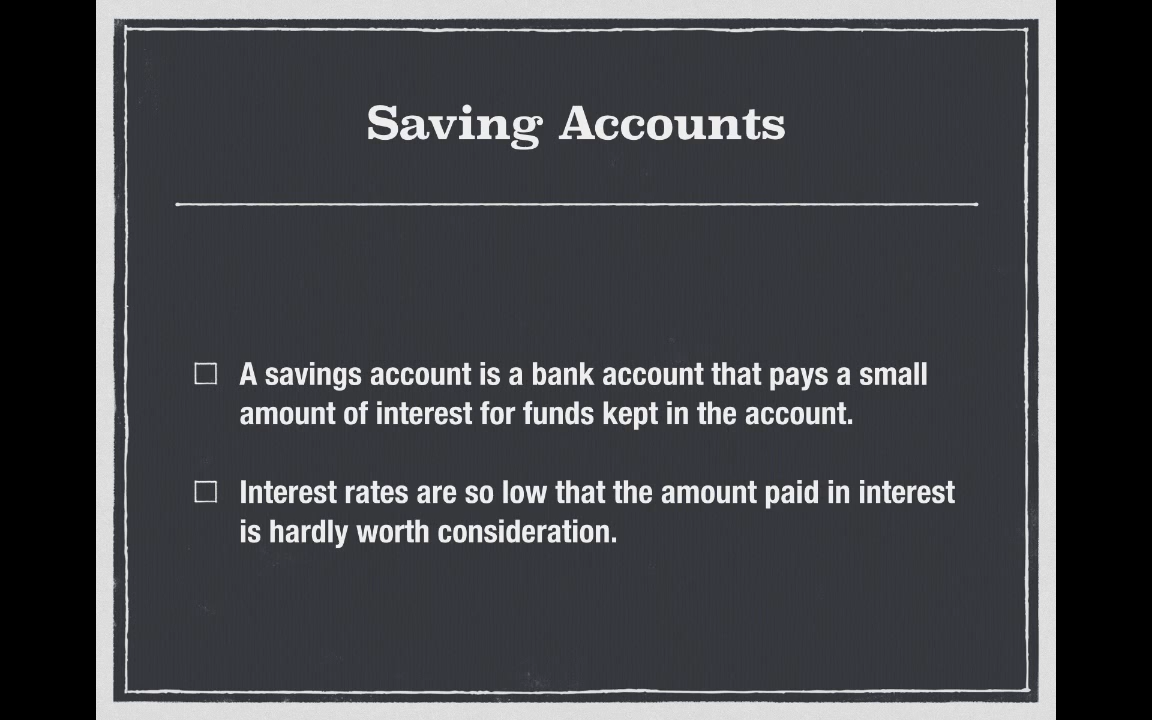 Saving Accounts
A savings account is a bank account that pays a small
amount of interest for funds kept in the account.
Interest rates are so low that the amount paid in interest
is hardly worth consideration.